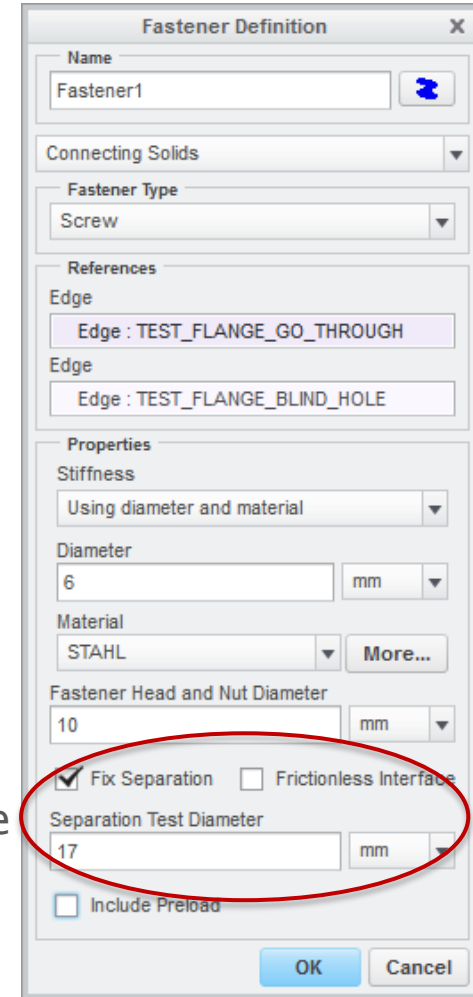 Fastener Definition
Name
Fastener1
Connecting Solids
Fastener Type
Screw
References
Edge
Edge : TEST_FLANGE_GO_THROUGH
Edge
Edge : TEST_FLANGE_BLIND_HOLE
Properties
Stiffness
Using diameter and material
Diameter
6 mm
Material
STAHL More...
Fastener Head and Nut Diameter
10 mm
Fix Separation Frictionless Interface
Separation Test Diameter
e
17 mm
Include Preload
OK Cancel